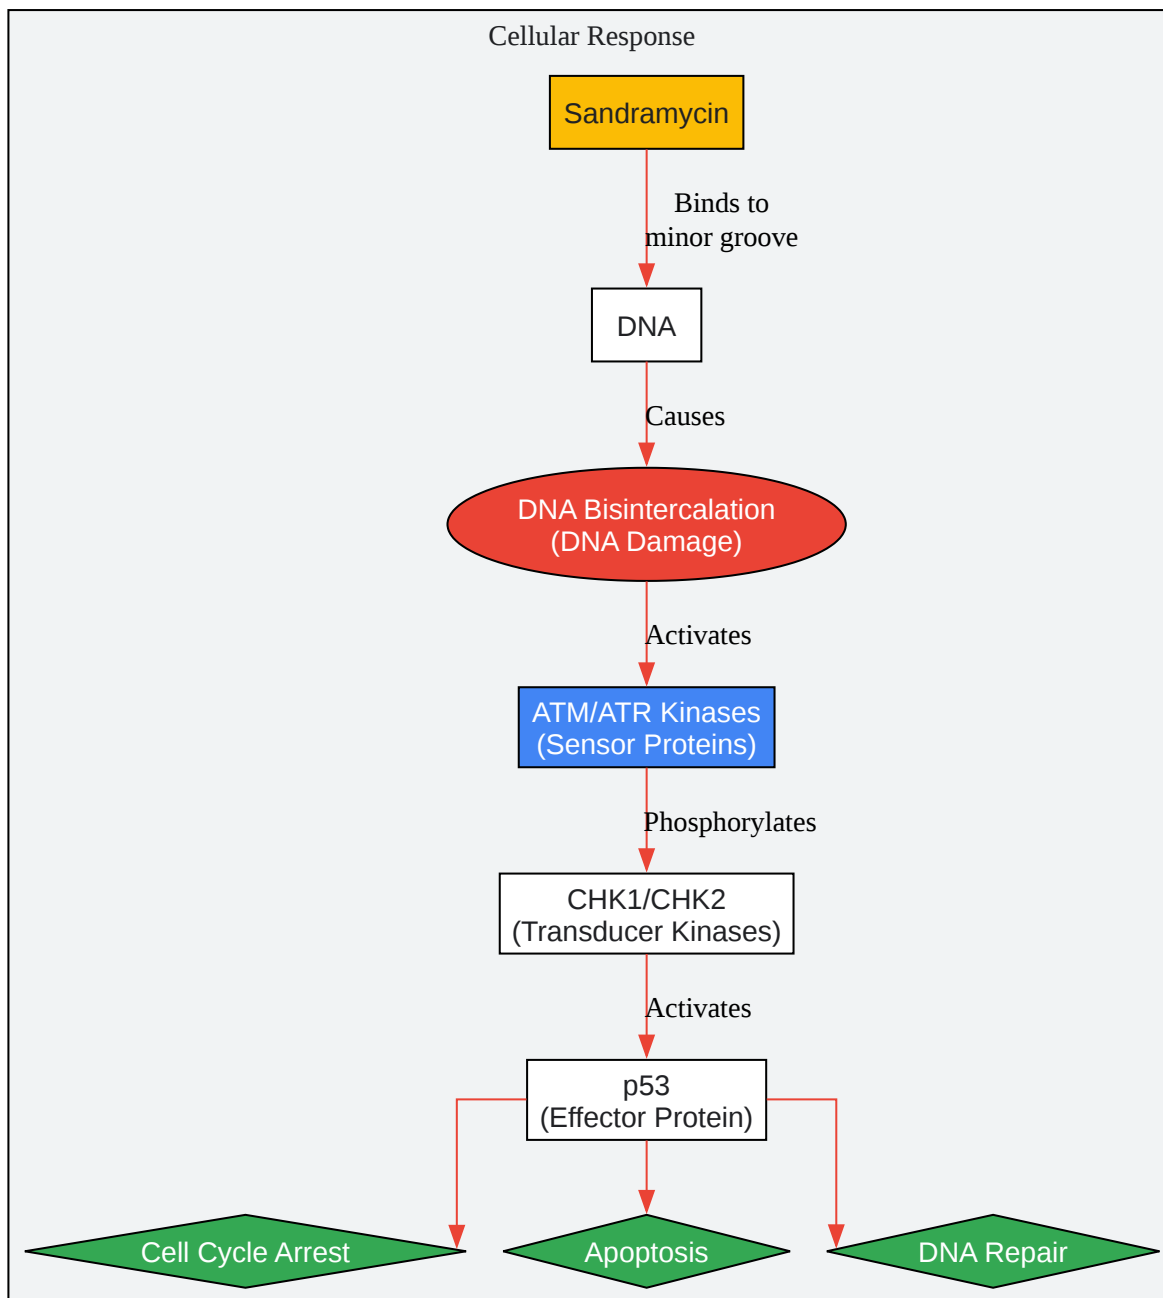 Cellular Response
Sandramycin
Binds to
minor groove
DNA
Causes
DNA Bisintercalation
(DNA Damage)
Activates
ATM/ATR Kinases
(Sensor Proteins)
Phosphorylates
CHK1/CHK2
(Transducer Kinases)
Activates
p53
(Effector Protein)
Cell Cycle Arrest
Apoptosis
DNA Repair